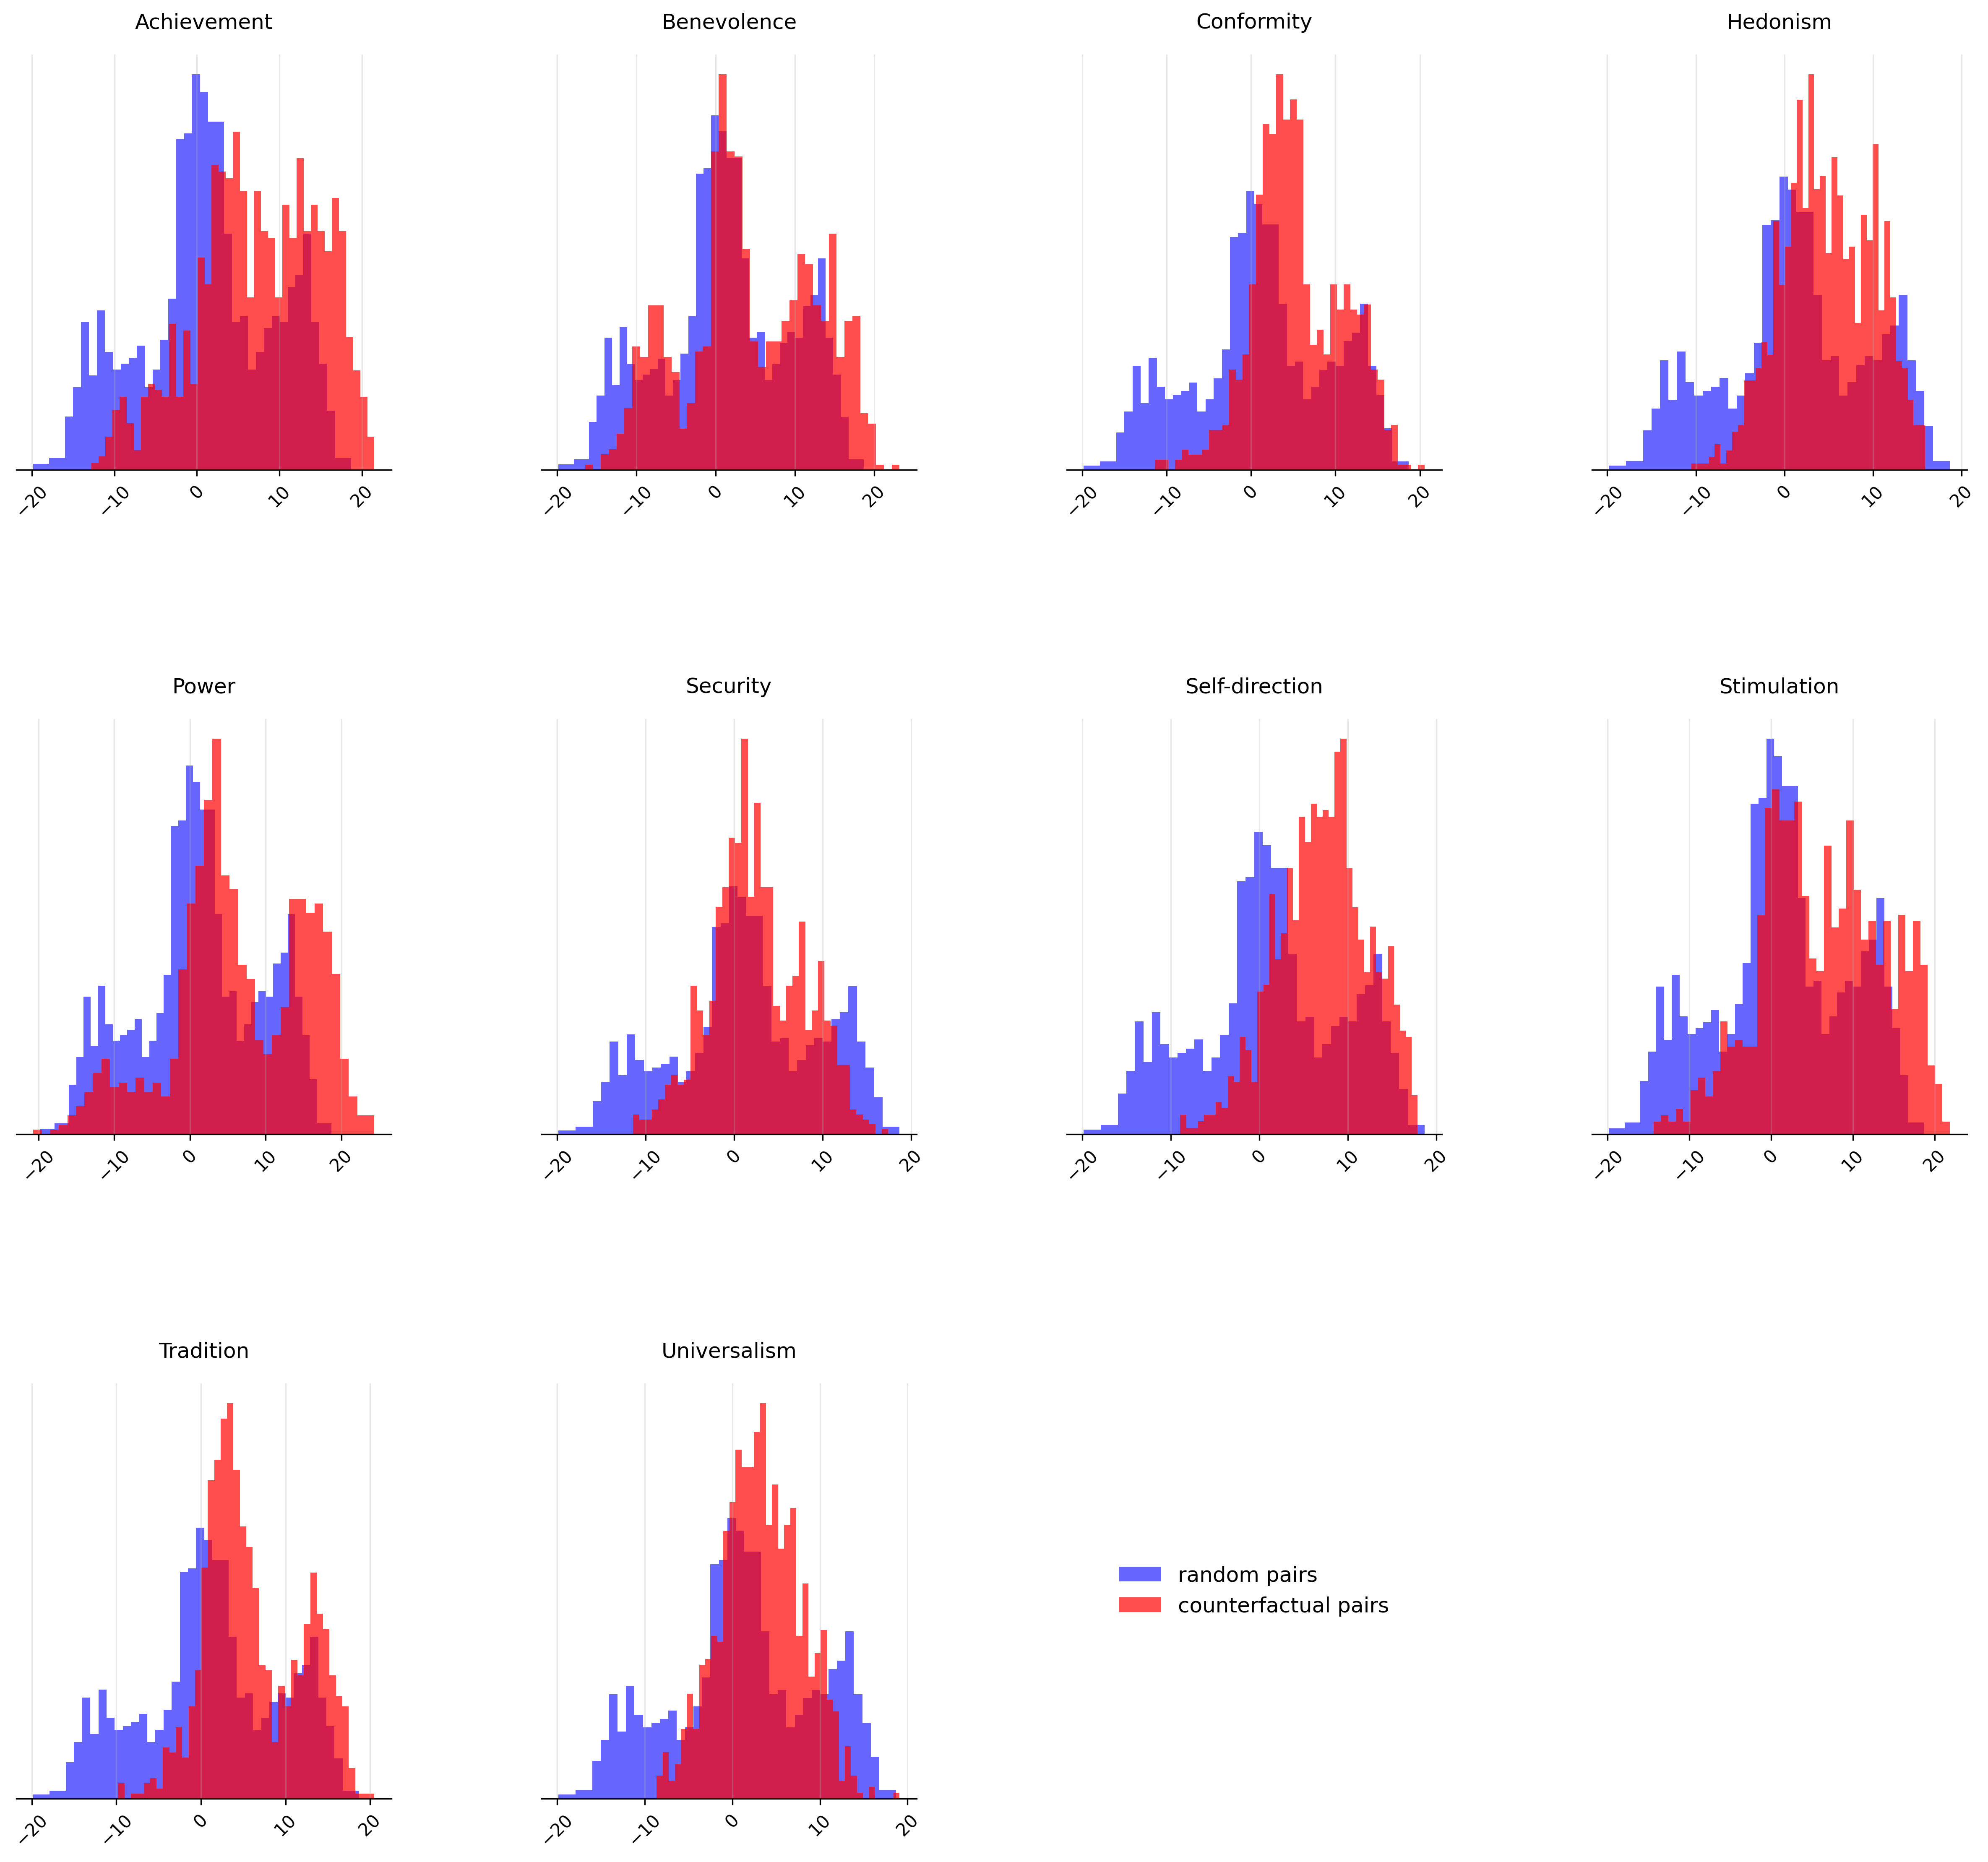 Achievement
Benevolence
Conformity
Hedonism
−20 −10 0 10 20
−20 −10 0 10 20
−20 −10 0 10 20
−20 −10 0 10 20
Power
Security
Self-direction
Stimulation
−20 −10 0 10 20
−20 −10 0 10 20
−20 −10 0 10 20
−20 −10 0 10 20
Tradition
Universalism
random pairs
counterfactual pairs
−20 −10 0 10 20
−20 −10 0 10 20